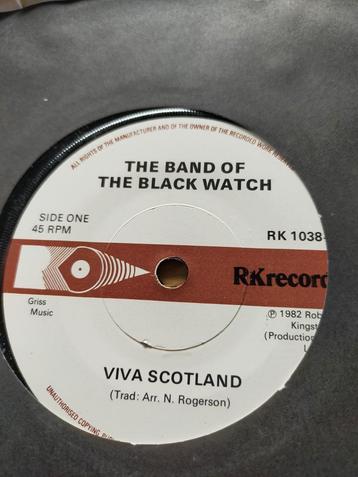 ALL RIGHTS OF THE MANUFACTURER AND OF THE OWNER OF THE RECORDED WORK
THE BAND OF
THE BLACK WATCH
SIDE ONE
45 RPM
RK 1038
RKrecord
Griss
Music
℗ 1982 Rob
Kingst
(Production
L
VIVA SCOTLAND
(Trad: Arr. N. Rogerson)
UNAUTHORISED COPYING,